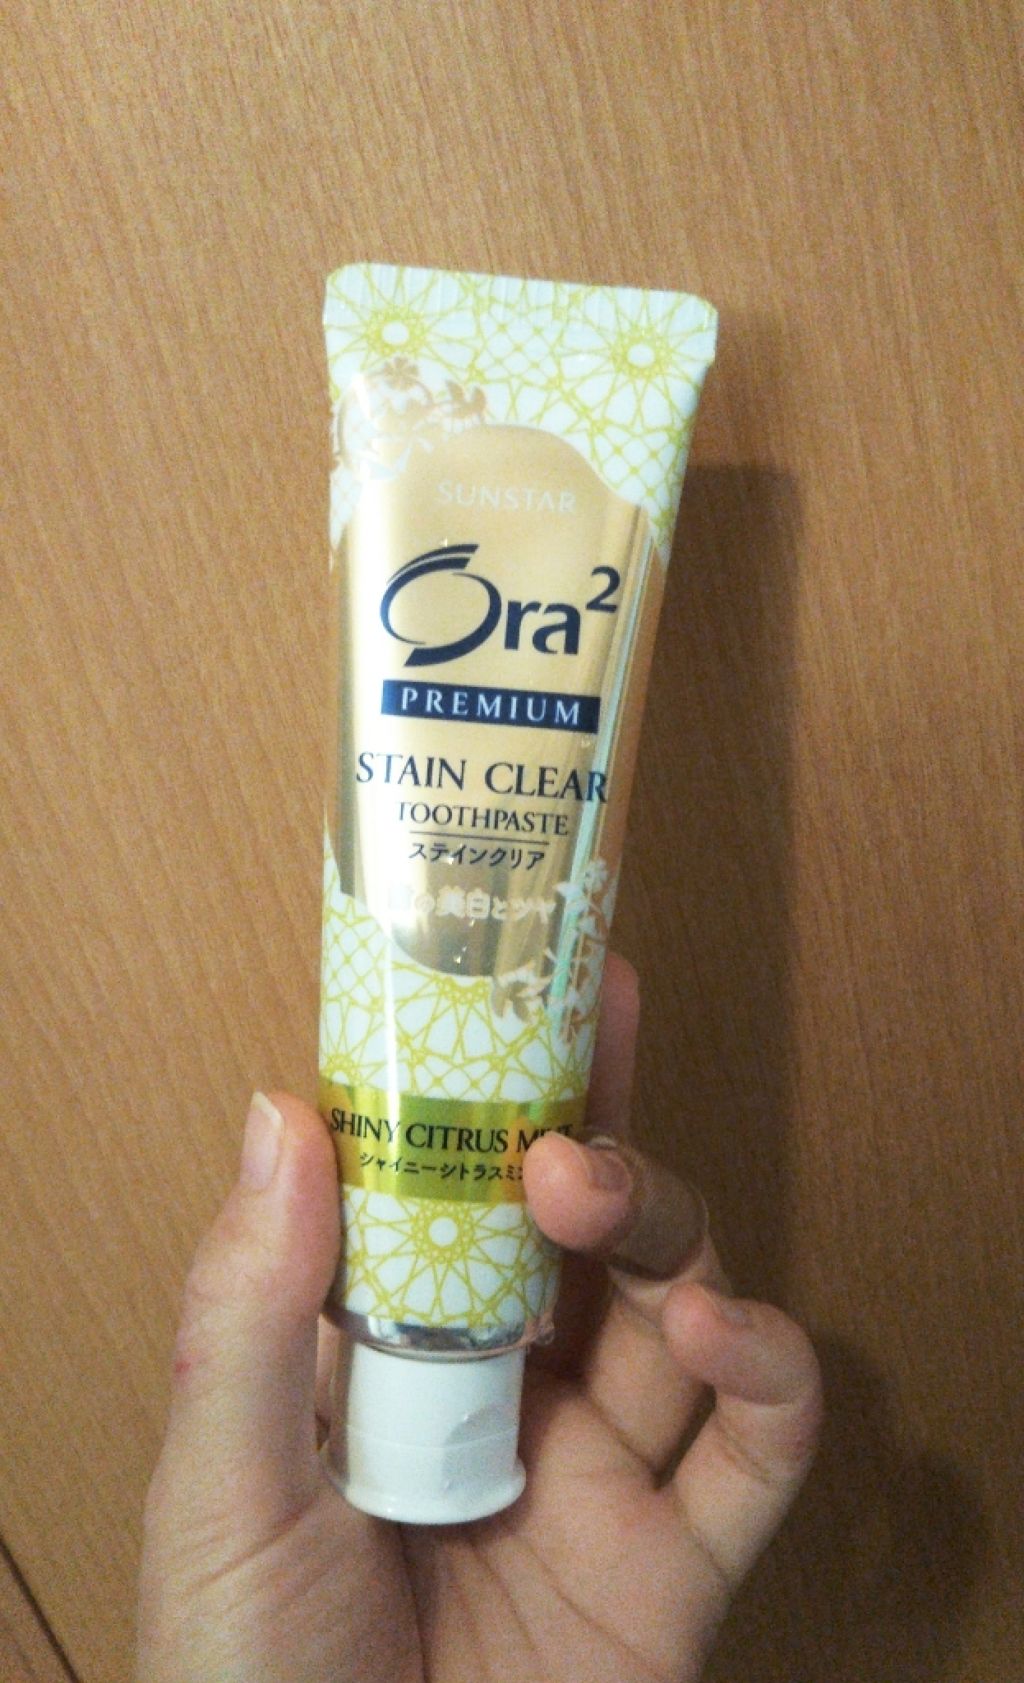 SUNSTAR
Ora²
PREMIUM
STAIN CLEAR
TOOTHPASTE
ステインクリア
の美白とツヤ
SHINY CITRUS
シャイニーシトラスミ